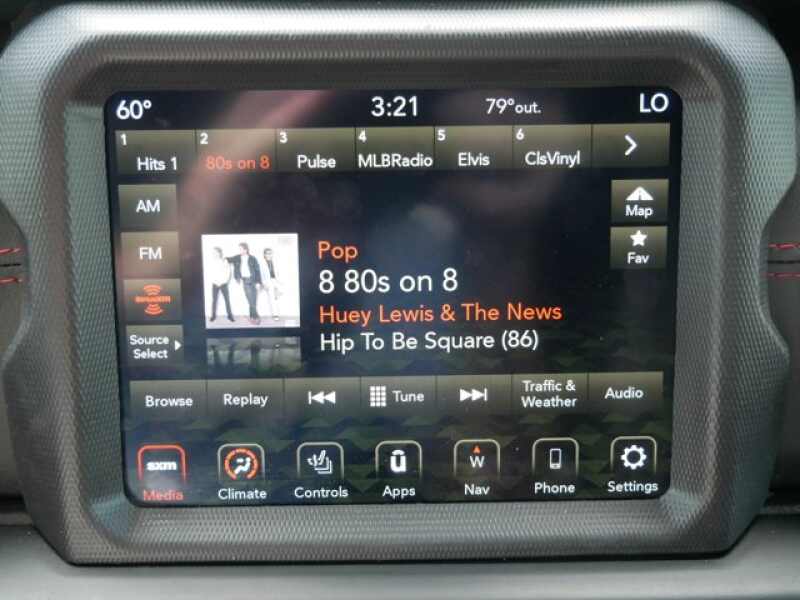 60° 3:21 79°out. LO
1 2 3 4 5 6
Hits 1 80s on 8 Pulse MLBRadio Elvis ClsVinyl
AM
Map
FM
Fav
SiriusXM
Source
Select
Pop
8 80s on 8
Huey Lewis & The News
Hip To Be Square (86)
Browse Replay Tune Traffic & Audio
Weather
sxm W
Media Climate Controls Apps Nav Phone Settings